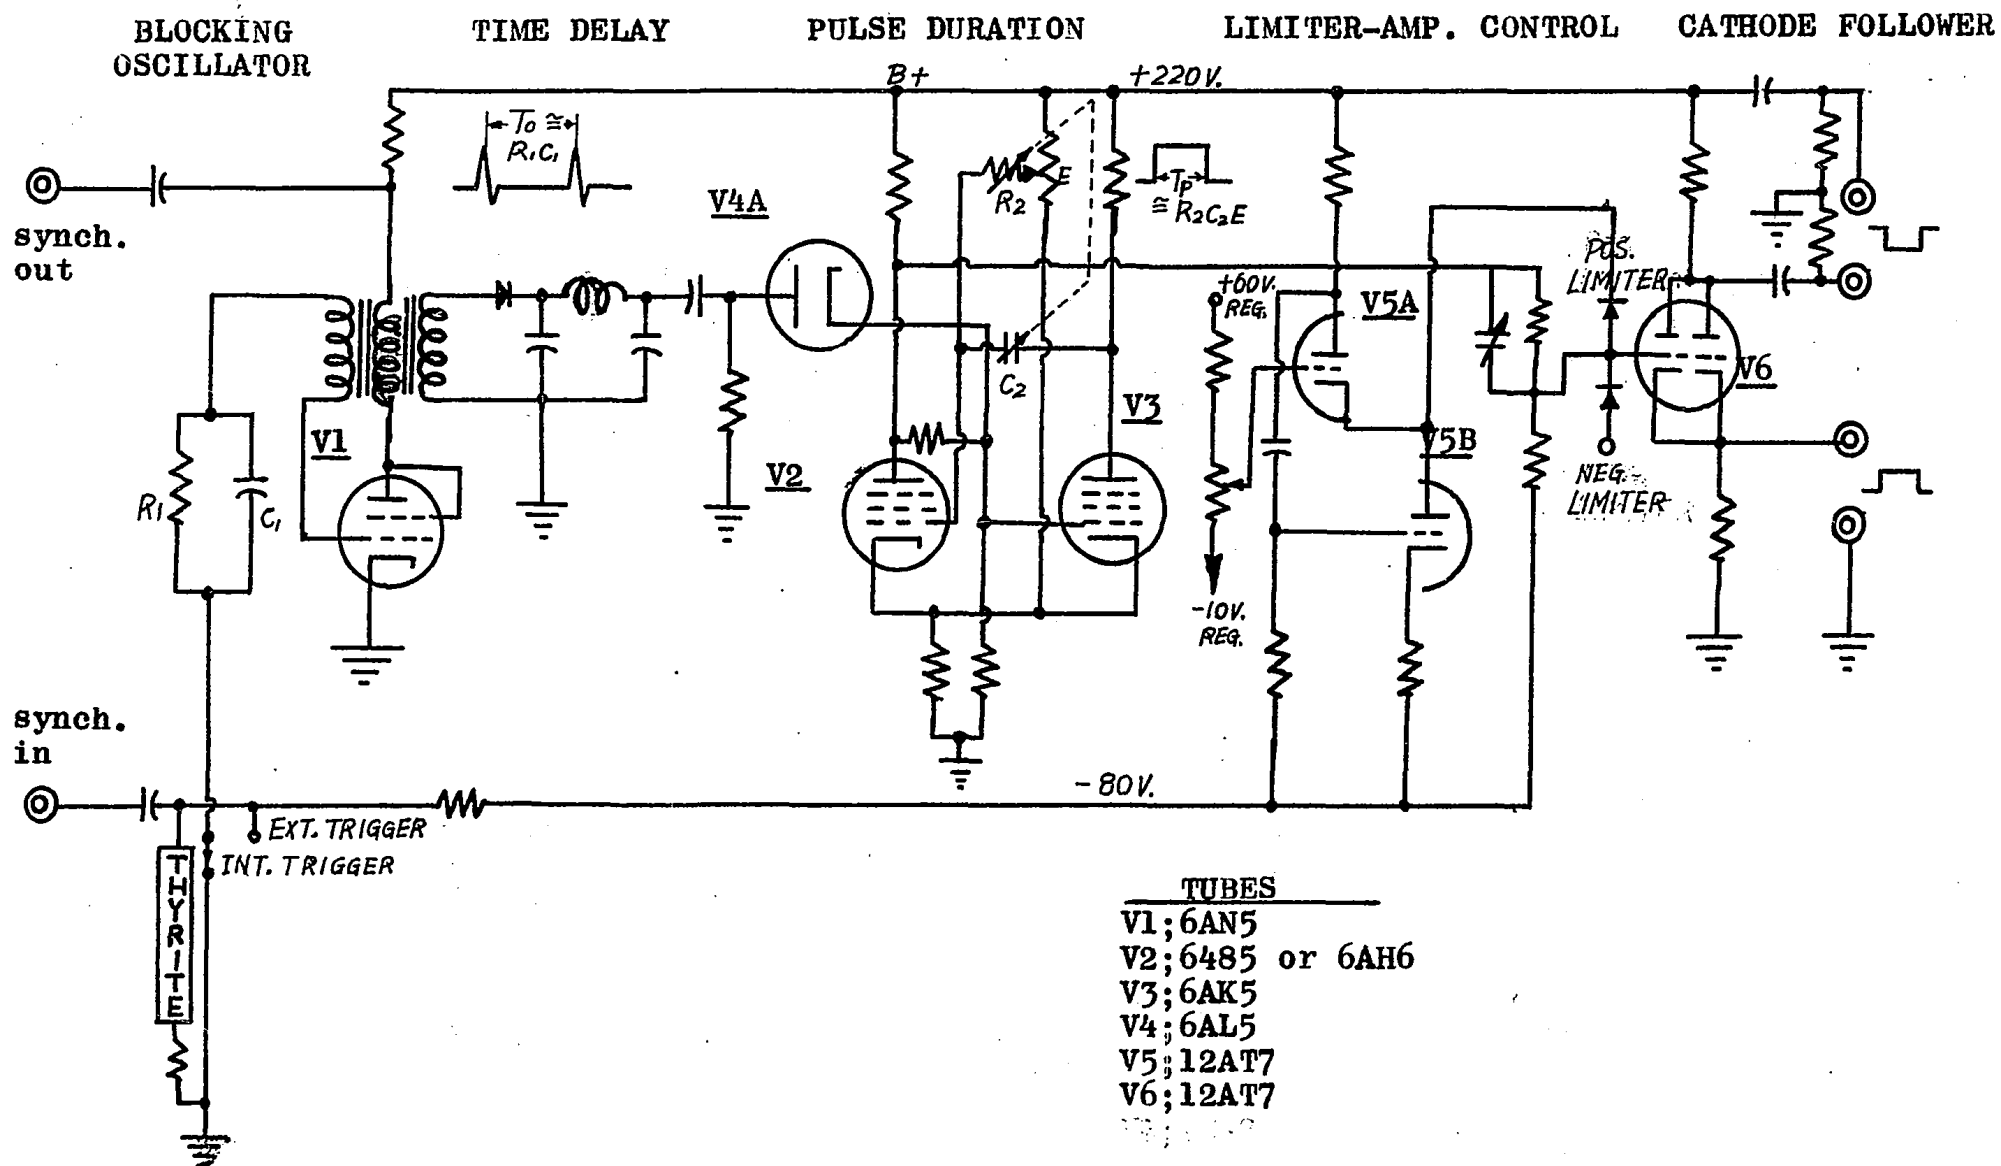 BLOCKING
OSCILLATOR
TIME DELAY
PULSE DURATION
LIMITER-AMP. CONTROL
CATHODE FOLLOWER
B+
+220V.
T0 ≅
R1C1
V4A
R2
E
TP
≅ R2C2E
synch.
out
+60V.
REG.
V5A
POS.
LIMITER
C2
V3
V6
V1
V2
V5B
NEG.
LIMITER
R1
C1
-10V.
REG.
synch.
in
-80V.
EXT. TRIGGER
INT. TRIGGER
THYRITE
TUBES
V1;6AN5
V2;6485 or 6AH6
V3;6AK5
V4;6AL5
V5;12AT7
V6;12AT7